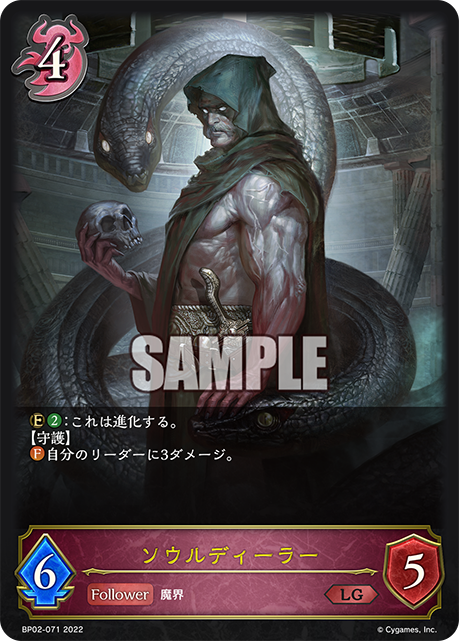 4
SAMPLE
E 2：これは進化する。
【守護】
F 自分のリーダーに3ダメージ。
ソウルディーラー
6
Follower 魔界
LG
5
BP02-071 2022
© Cygames, Inc.